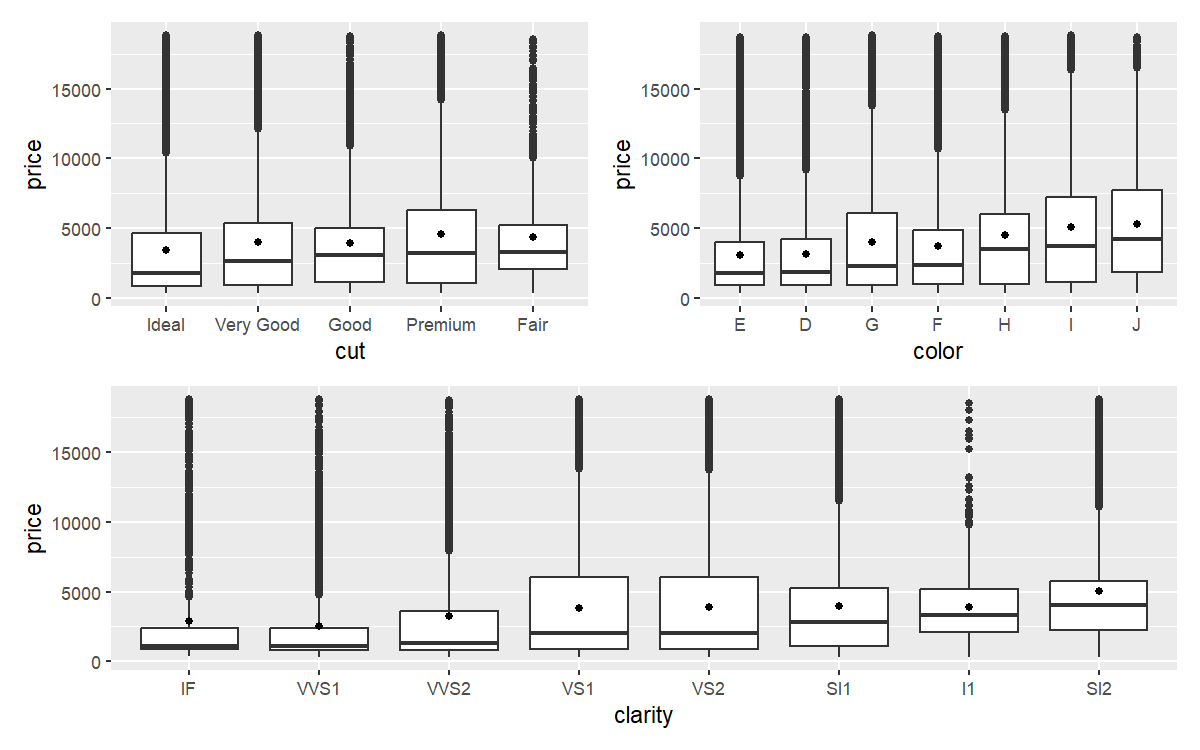 15000
10000
5000
0
price
Ideal Very Good Good Premium Fair
cut
15000
10000
5000
0
price
E D G F H I J
color
15000
10000
5000
0
price
IF VVS1 VVS2 VS1 VS2 SI1 I1 SI2
clarity